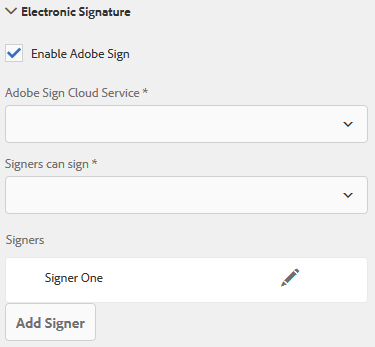 Electronic Signature
Enable Adobe Sign
Adobe Sign Cloud Service *
Signers can sign *
Signers
Signer One
Add Signer